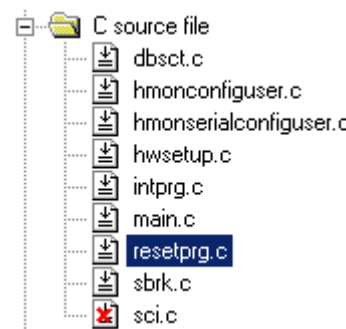 C source file
dbsct.c
hmonconfiguser.c
hmonserialconfiguser.c
hwsetup.c
intprg.c
main.c
resetprg.c
sbrk.c
sci.c